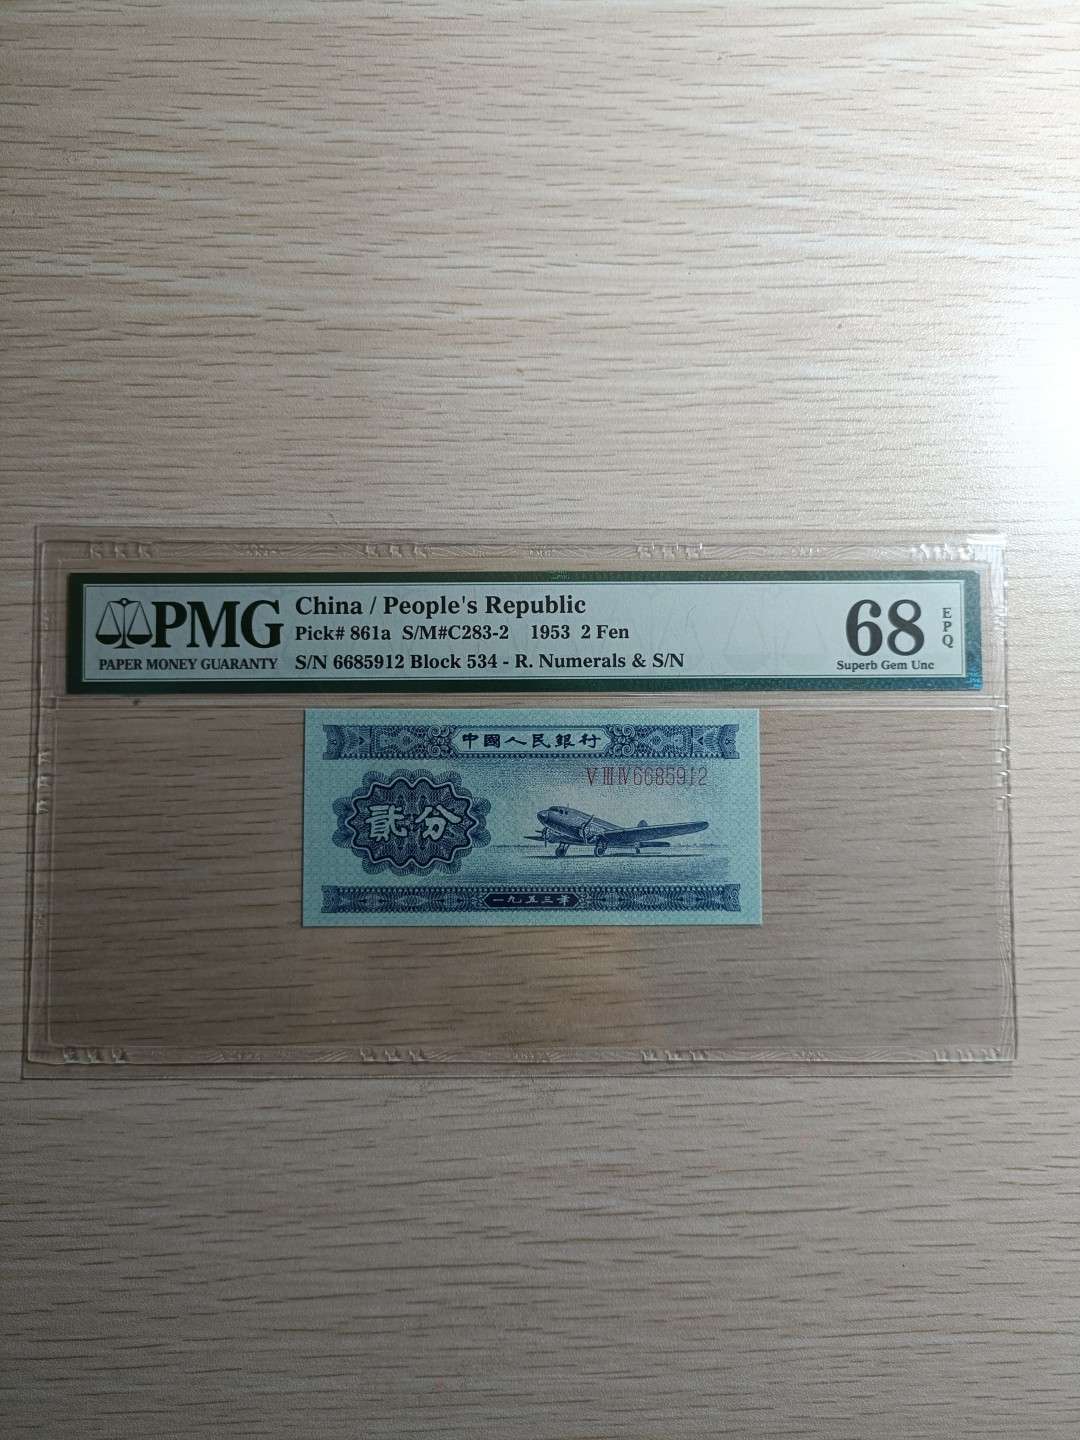 PMG
PAPER MONEY GUARANTY
China / People's Republic
Pick# 861a S/M#C283-2 1953 2 Fen
S/N 6685912 Block 534 - R. Numerals & S/N
68
EPQ
Superb Gem Unc
中國人民銀行
V III IV 6685912
貳分
一九五三年